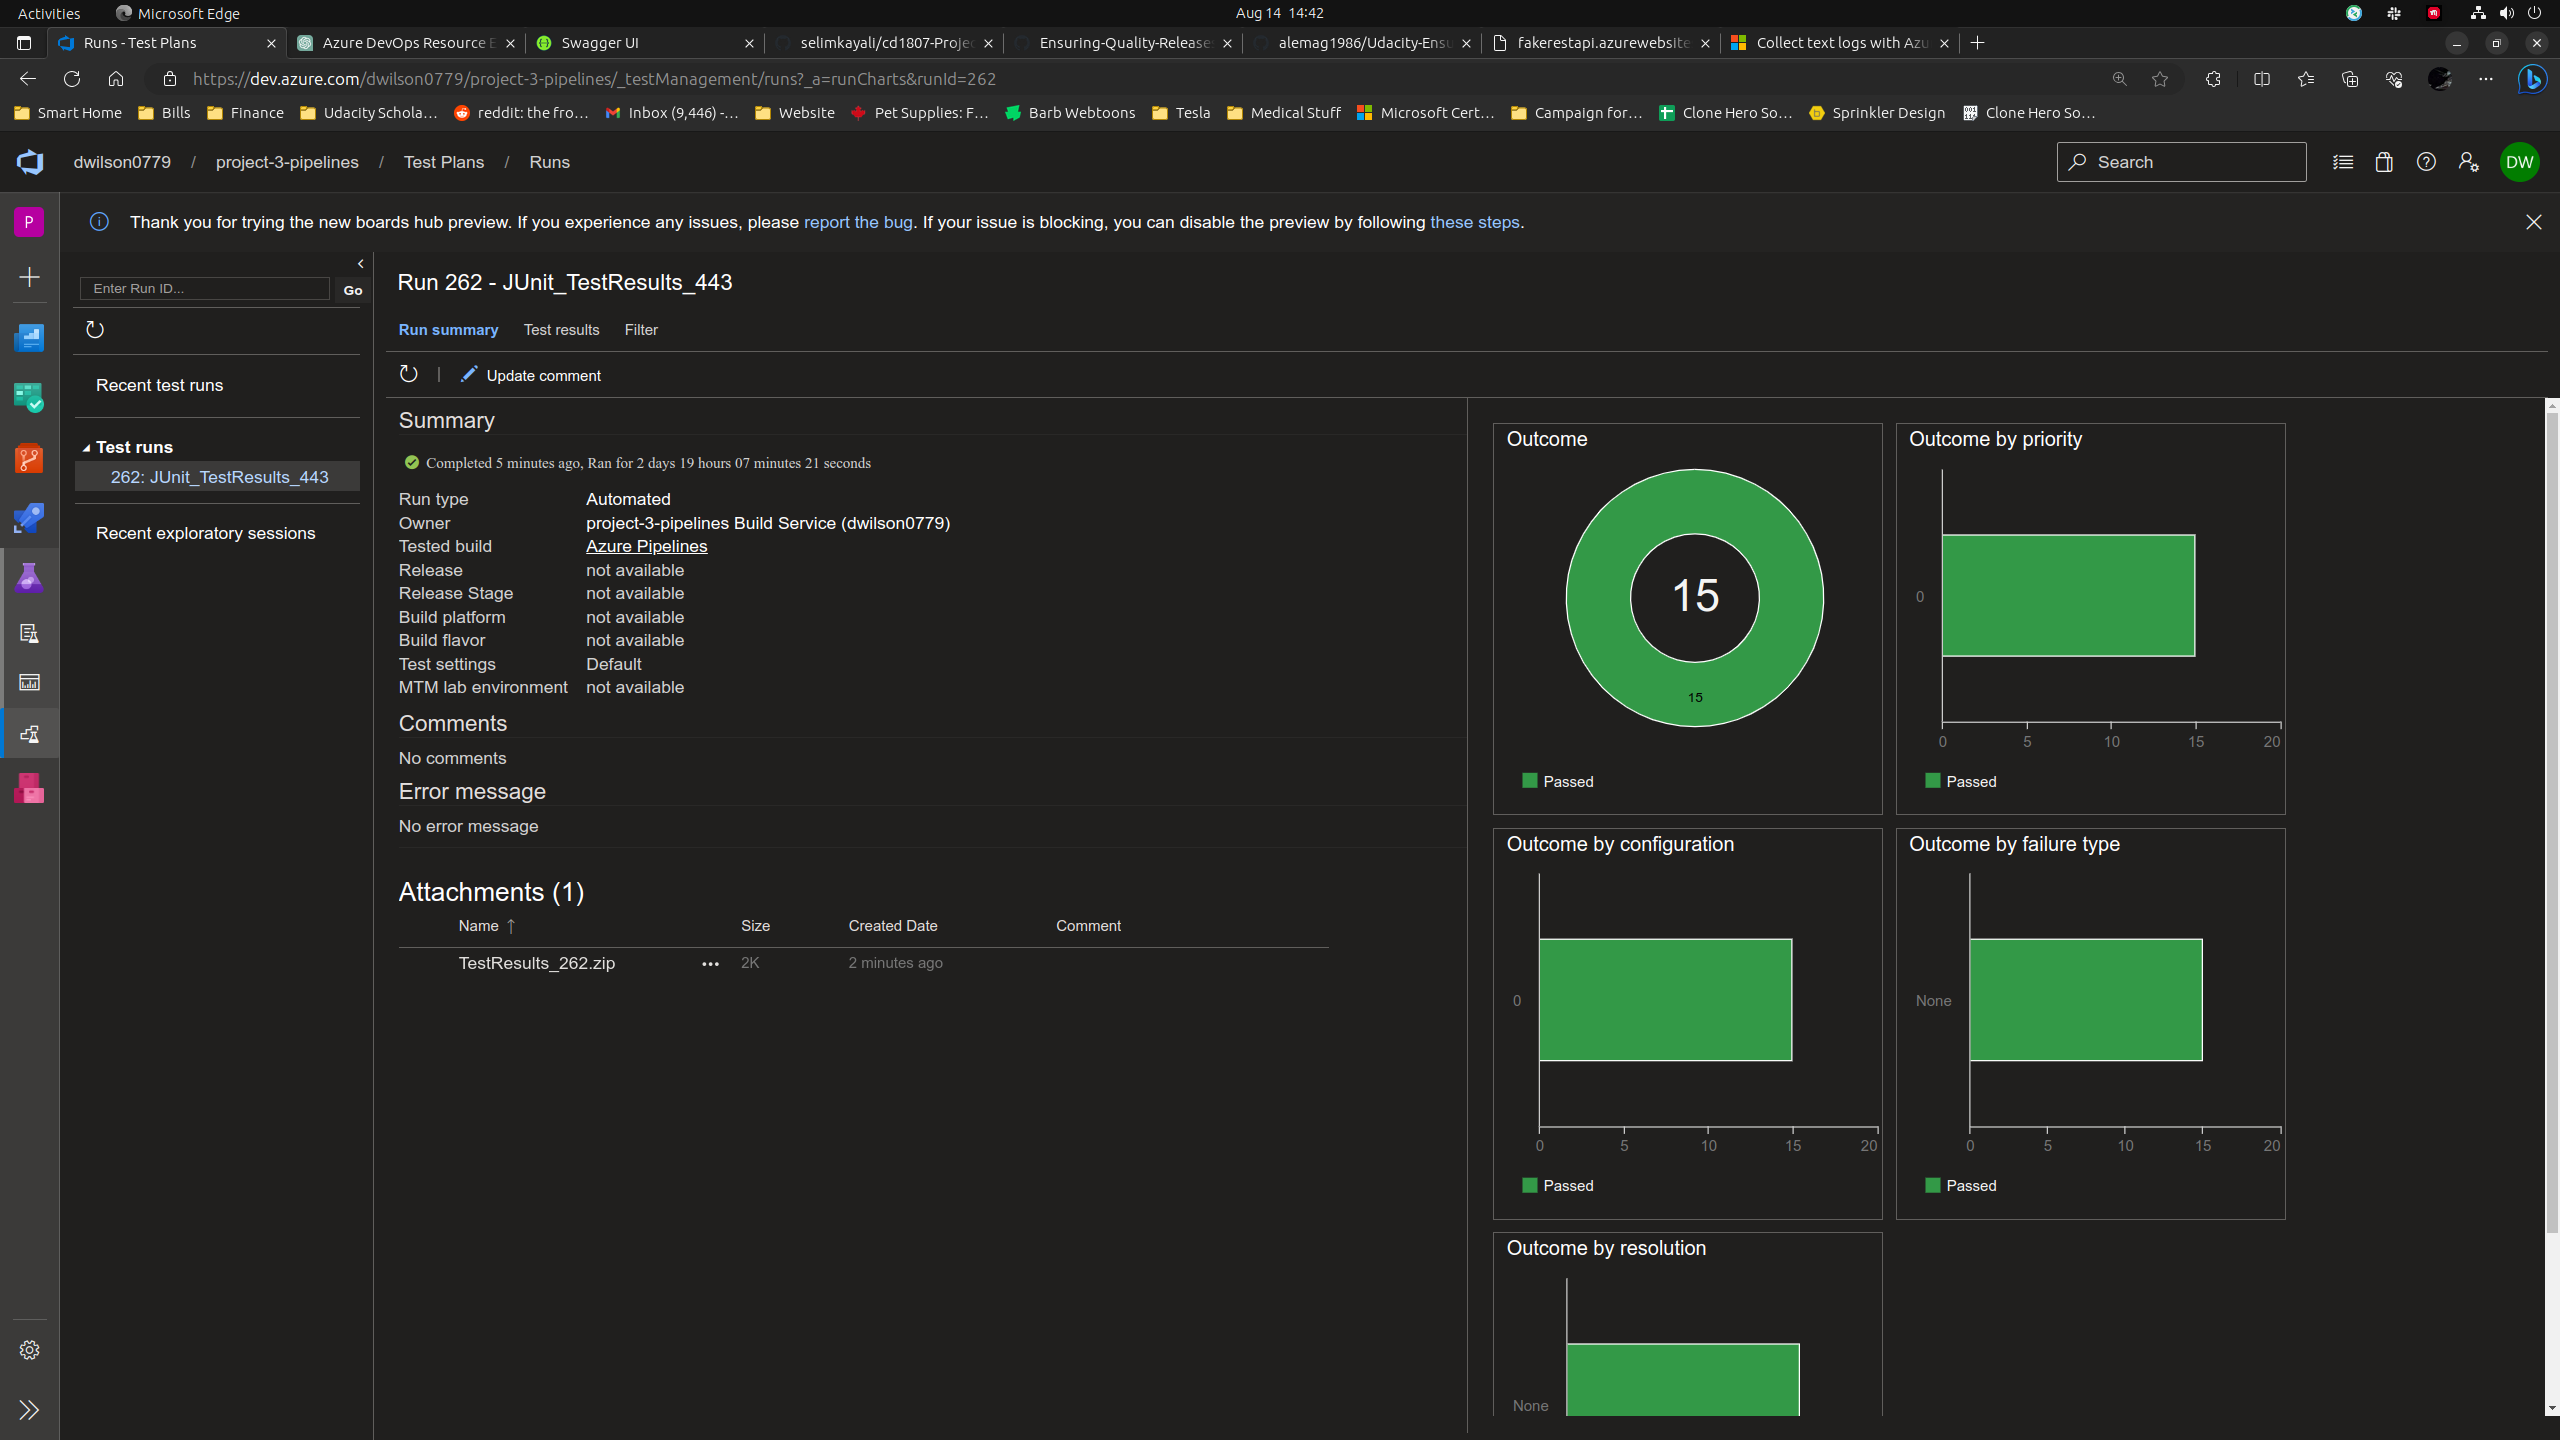 Activities Microsoft Edge Aug 14 14:42
Runs - Test Plans Azure DevOps Resource E Swagger UI selimkayali/cd1807-Projec Ensuring-Quality-Release alemag1986/Udacity-Ensu fakerestapi.azurewebsite Collect text logs with Azu
https://dev.azure.com/dwilson0779/project-3-pipelines/_testManagement/runs?_a=runCharts&runId=262
Smart Home Bills Finance Udacity Schola... reddit: the fro... Inbox (9,446) -... Website Pet Supplies: F... Barb Webtoons Tesla Medical Stuff Microsoft Cert... Campaign for... Clone Hero So... Sprinkler Design Clone Hero So...
dwilson0779 / project-3-pipelines / Test Plans / Runs Search DW
P
Thank you for trying the new boards hub preview. If you experience any issues, please report the bug. If your issue is blocking, you can disable the preview by following these steps.
Enter Run ID... Go
Recent test runs
Test runs
262: JUnit_TestResults_443
Recent exploratory sessions
Run 262 - JUnit_TestResults_443
Run summary Test results Filter
Update comment
Summary
Completed 5 minutes ago, Ran for 2 days 19 hours 07 minutes 21 seconds
Run type Automated
Owner project-3-pipelines Build Service (dwilson0779)
Tested build Azure Pipelines
Release not available
Release Stage not available
Build platform not available
Build flavor not available
Test settings Default
MTM lab environment not available
Comments
No comments
Error message
No error message
Attachments (1)
Name ↑ Size Created Date Comment
TestResults_262.zip ... 2K 2 minutes ago
Outcome
15
15
Passed
Outcome by priority
0
0 5 10 15 20
Passed
Outcome by configuration
0
0 5 10 15 20
Passed
Outcome by failure type
None
0 5 10 15 20
Passed
Outcome by resolution
None